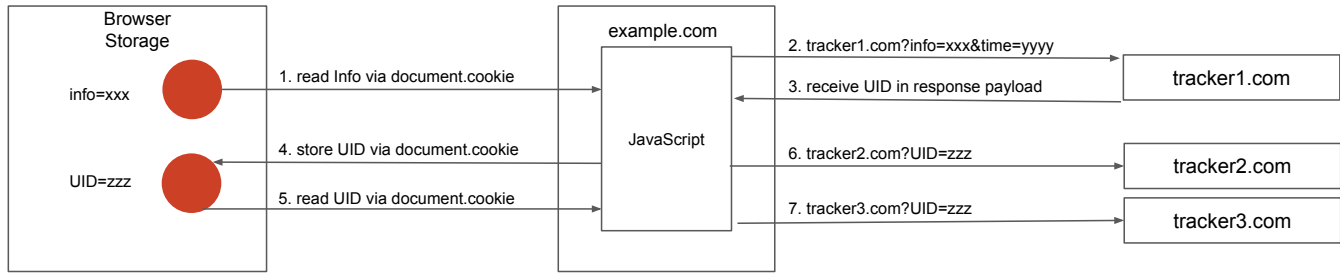 Browser
Storage
info=xxx
UID=zzz
1. read Info via document.cookie
4. store UID via document.cookie
5. read UID via document.cookie
example.com
JavaScript
2. tracker1.com?info=xxx&time=yyyy
3. receive UID in response payload
6. tracker2.com?UID=zzz
7. tracker3.com?UID=zzz
tracker1.com
tracker2.com
tracker3.com